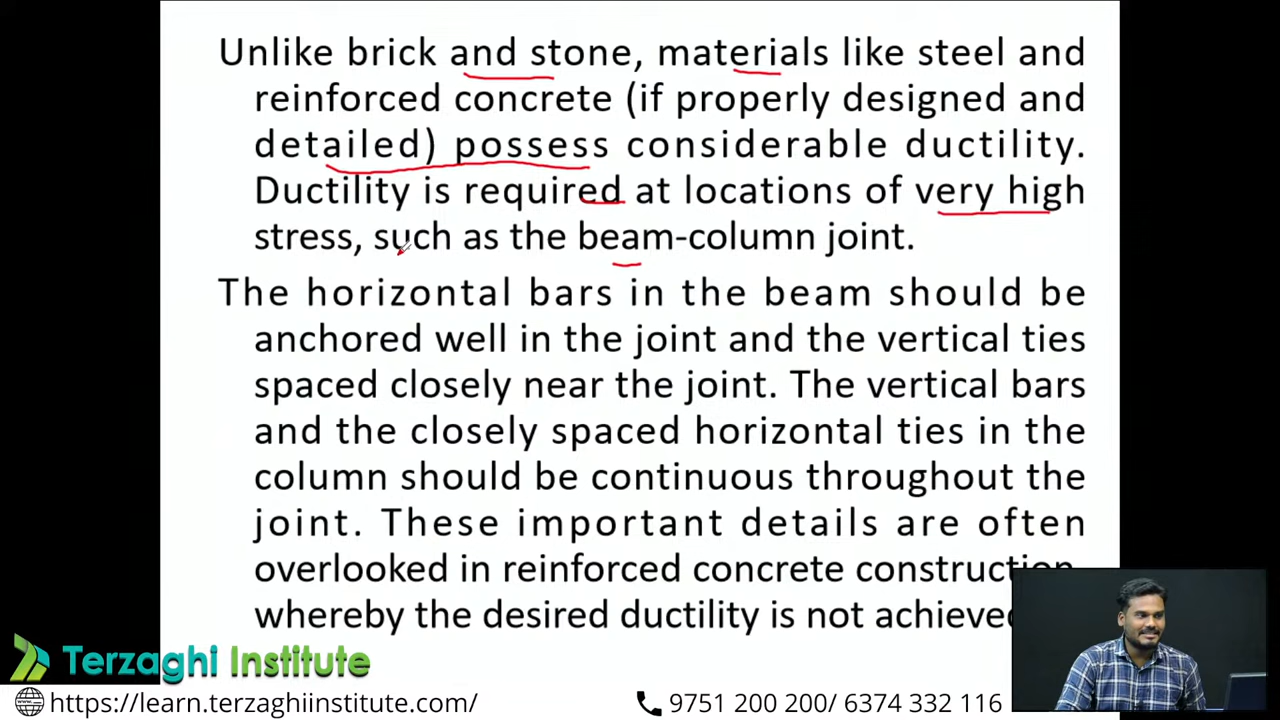 Unlike brick and stone, materials like steel and
reinforced concrete (if properly designed and
detailed) possess considerable ductility.
Ductility is required at locations of very high
stress, such as the beam-column joint.
The horizontal bars in the beam should be
anchored well in the joint and the vertical ties
spaced closely near the joint. The vertical bars
and the closely spaced horizontal ties in the
column should be continuous throughout the
joint. These important details are often
overlooked in reinforced concrete construction,
whereby the desired ductility is not achieved
Terzaghi Institute
https://learn.terzaghiinstitute.com/
9751 200 200/ 6374 332 116